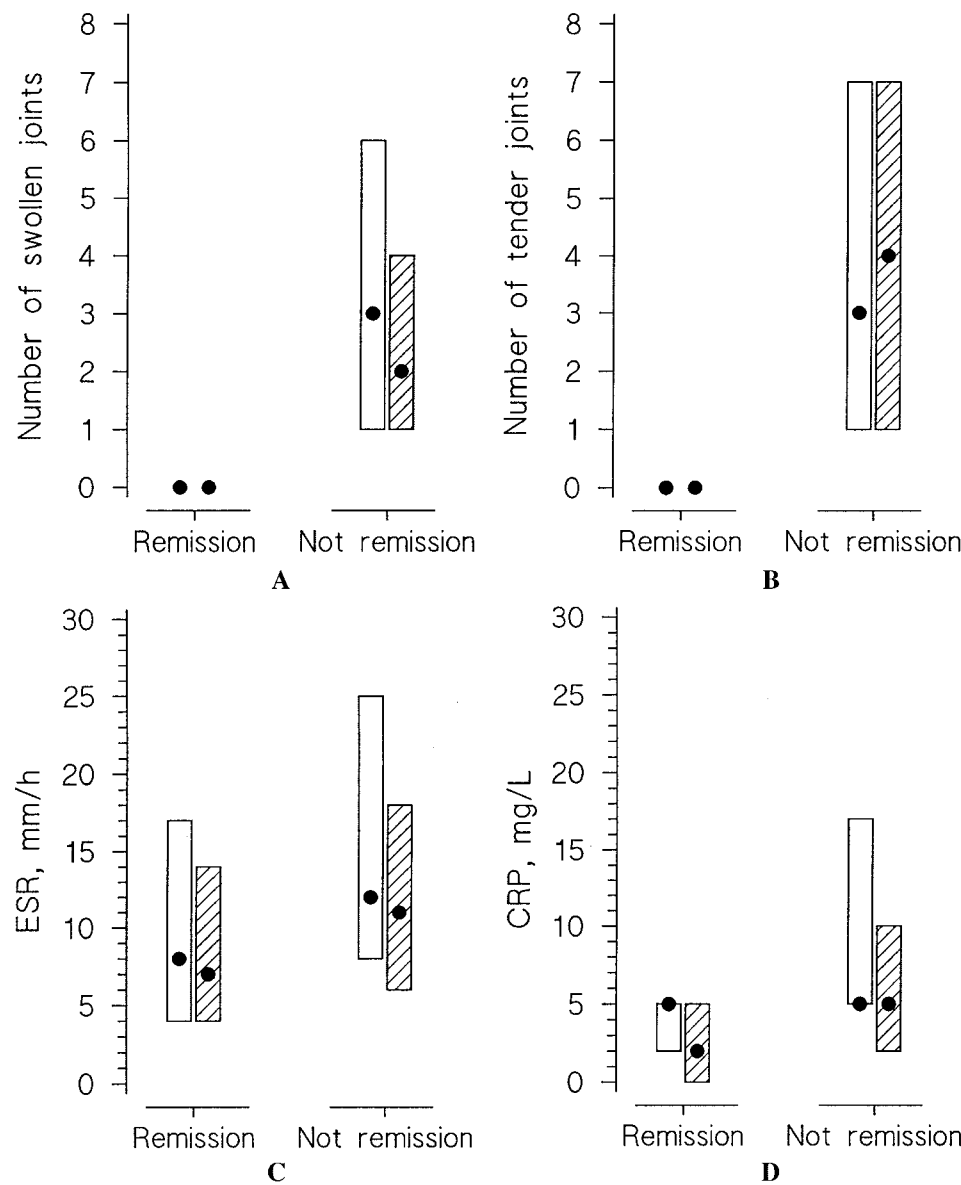 Number of swollen joints
8
7
6
5
4
3
2
1
0
Remission
Not remission
A
Number of tender joints
8
7
6
5
4
3
2
1
0
Remission
Not remission
B
ESR, mm/h
30
25
20
15
10
5
0
Remission
Not remission
C
CRP, mg/L
30
25
20
15
10
5
0
Remission
Not remission
D